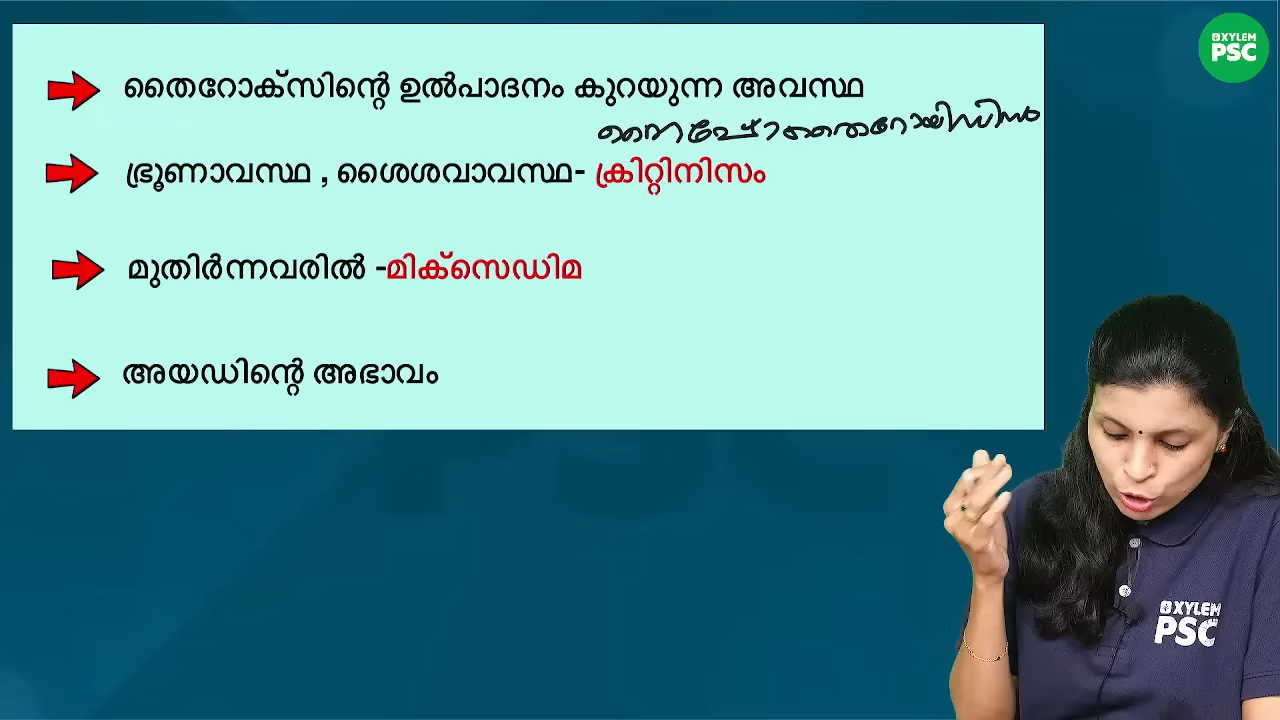 XYLEM
PSC
തൈറോക്സിന്റെ ഉൽപാദനം കുറയുന്ന അവസ്ഥ
ഹൈപ്പോതൈറോയിഡിസം
ഭ്രൂണാവസ്ഥ , ശൈശവാവസ്ഥ- ക്രിറ്റിനിസം
മുതിർന്നവരിൽ -മിക്സെഡിമ
അയഡിന്റെ അഭാവം
XYLEM
PSC